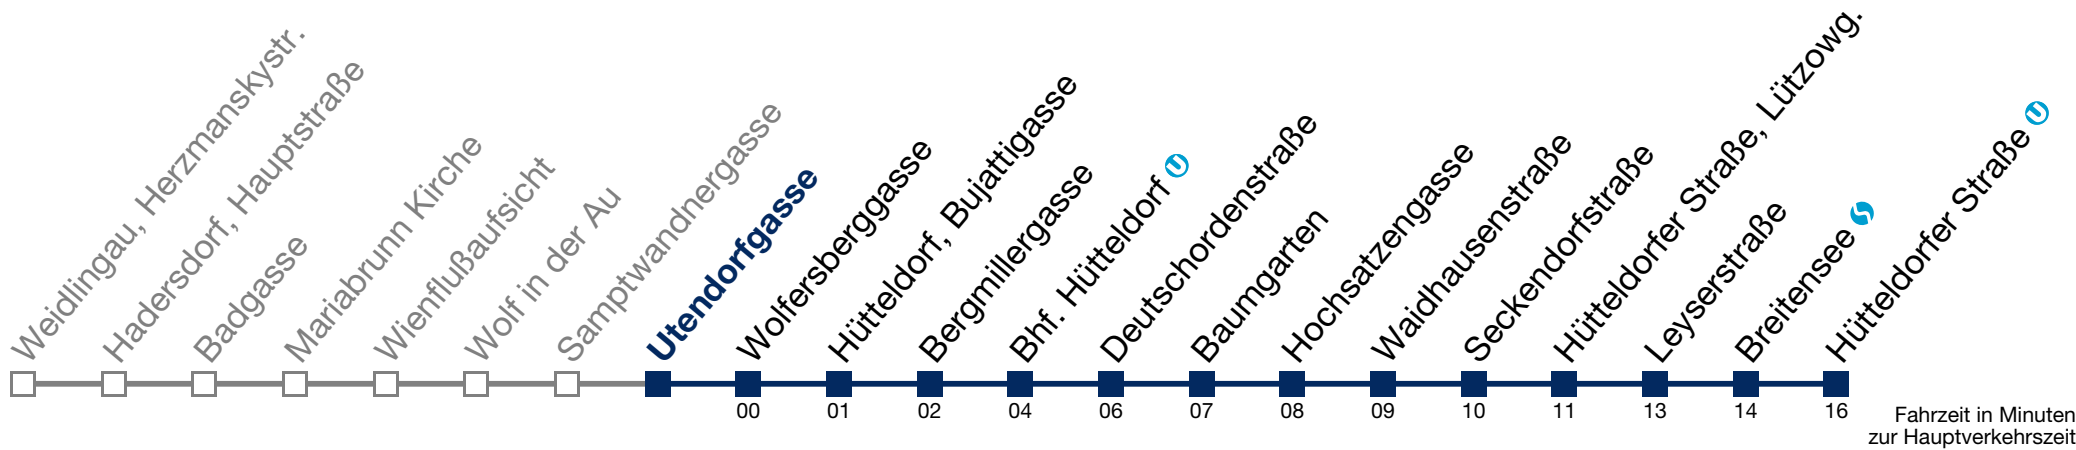 Weidlingau, Herzmanskystr.
Hadersdorf, Hauptstraße
Badgasse
Mariabrunn Kirche
Wienflußaufsicht
Wolf in der Au
Samptwandnergasse
Utendorfgasse
Wolfersberggasse
Hütteldorf, Bujattigasse
Bergmillergasse
Bhf. Hütteldorf U
Deutschordenstraße
Baumgarten
Hochsatzengasse
Waidhausenstraße
Seckendorfstraße
Hütteldorfer Straße, Lützowg.
Leyserstraße
Breitensee S
Hütteldorfer Straße U
00 01 02 04 06 07 08 09 10 11 13 14 16
Fahrzeit in Minuten
zur Hauptverkehrszeit